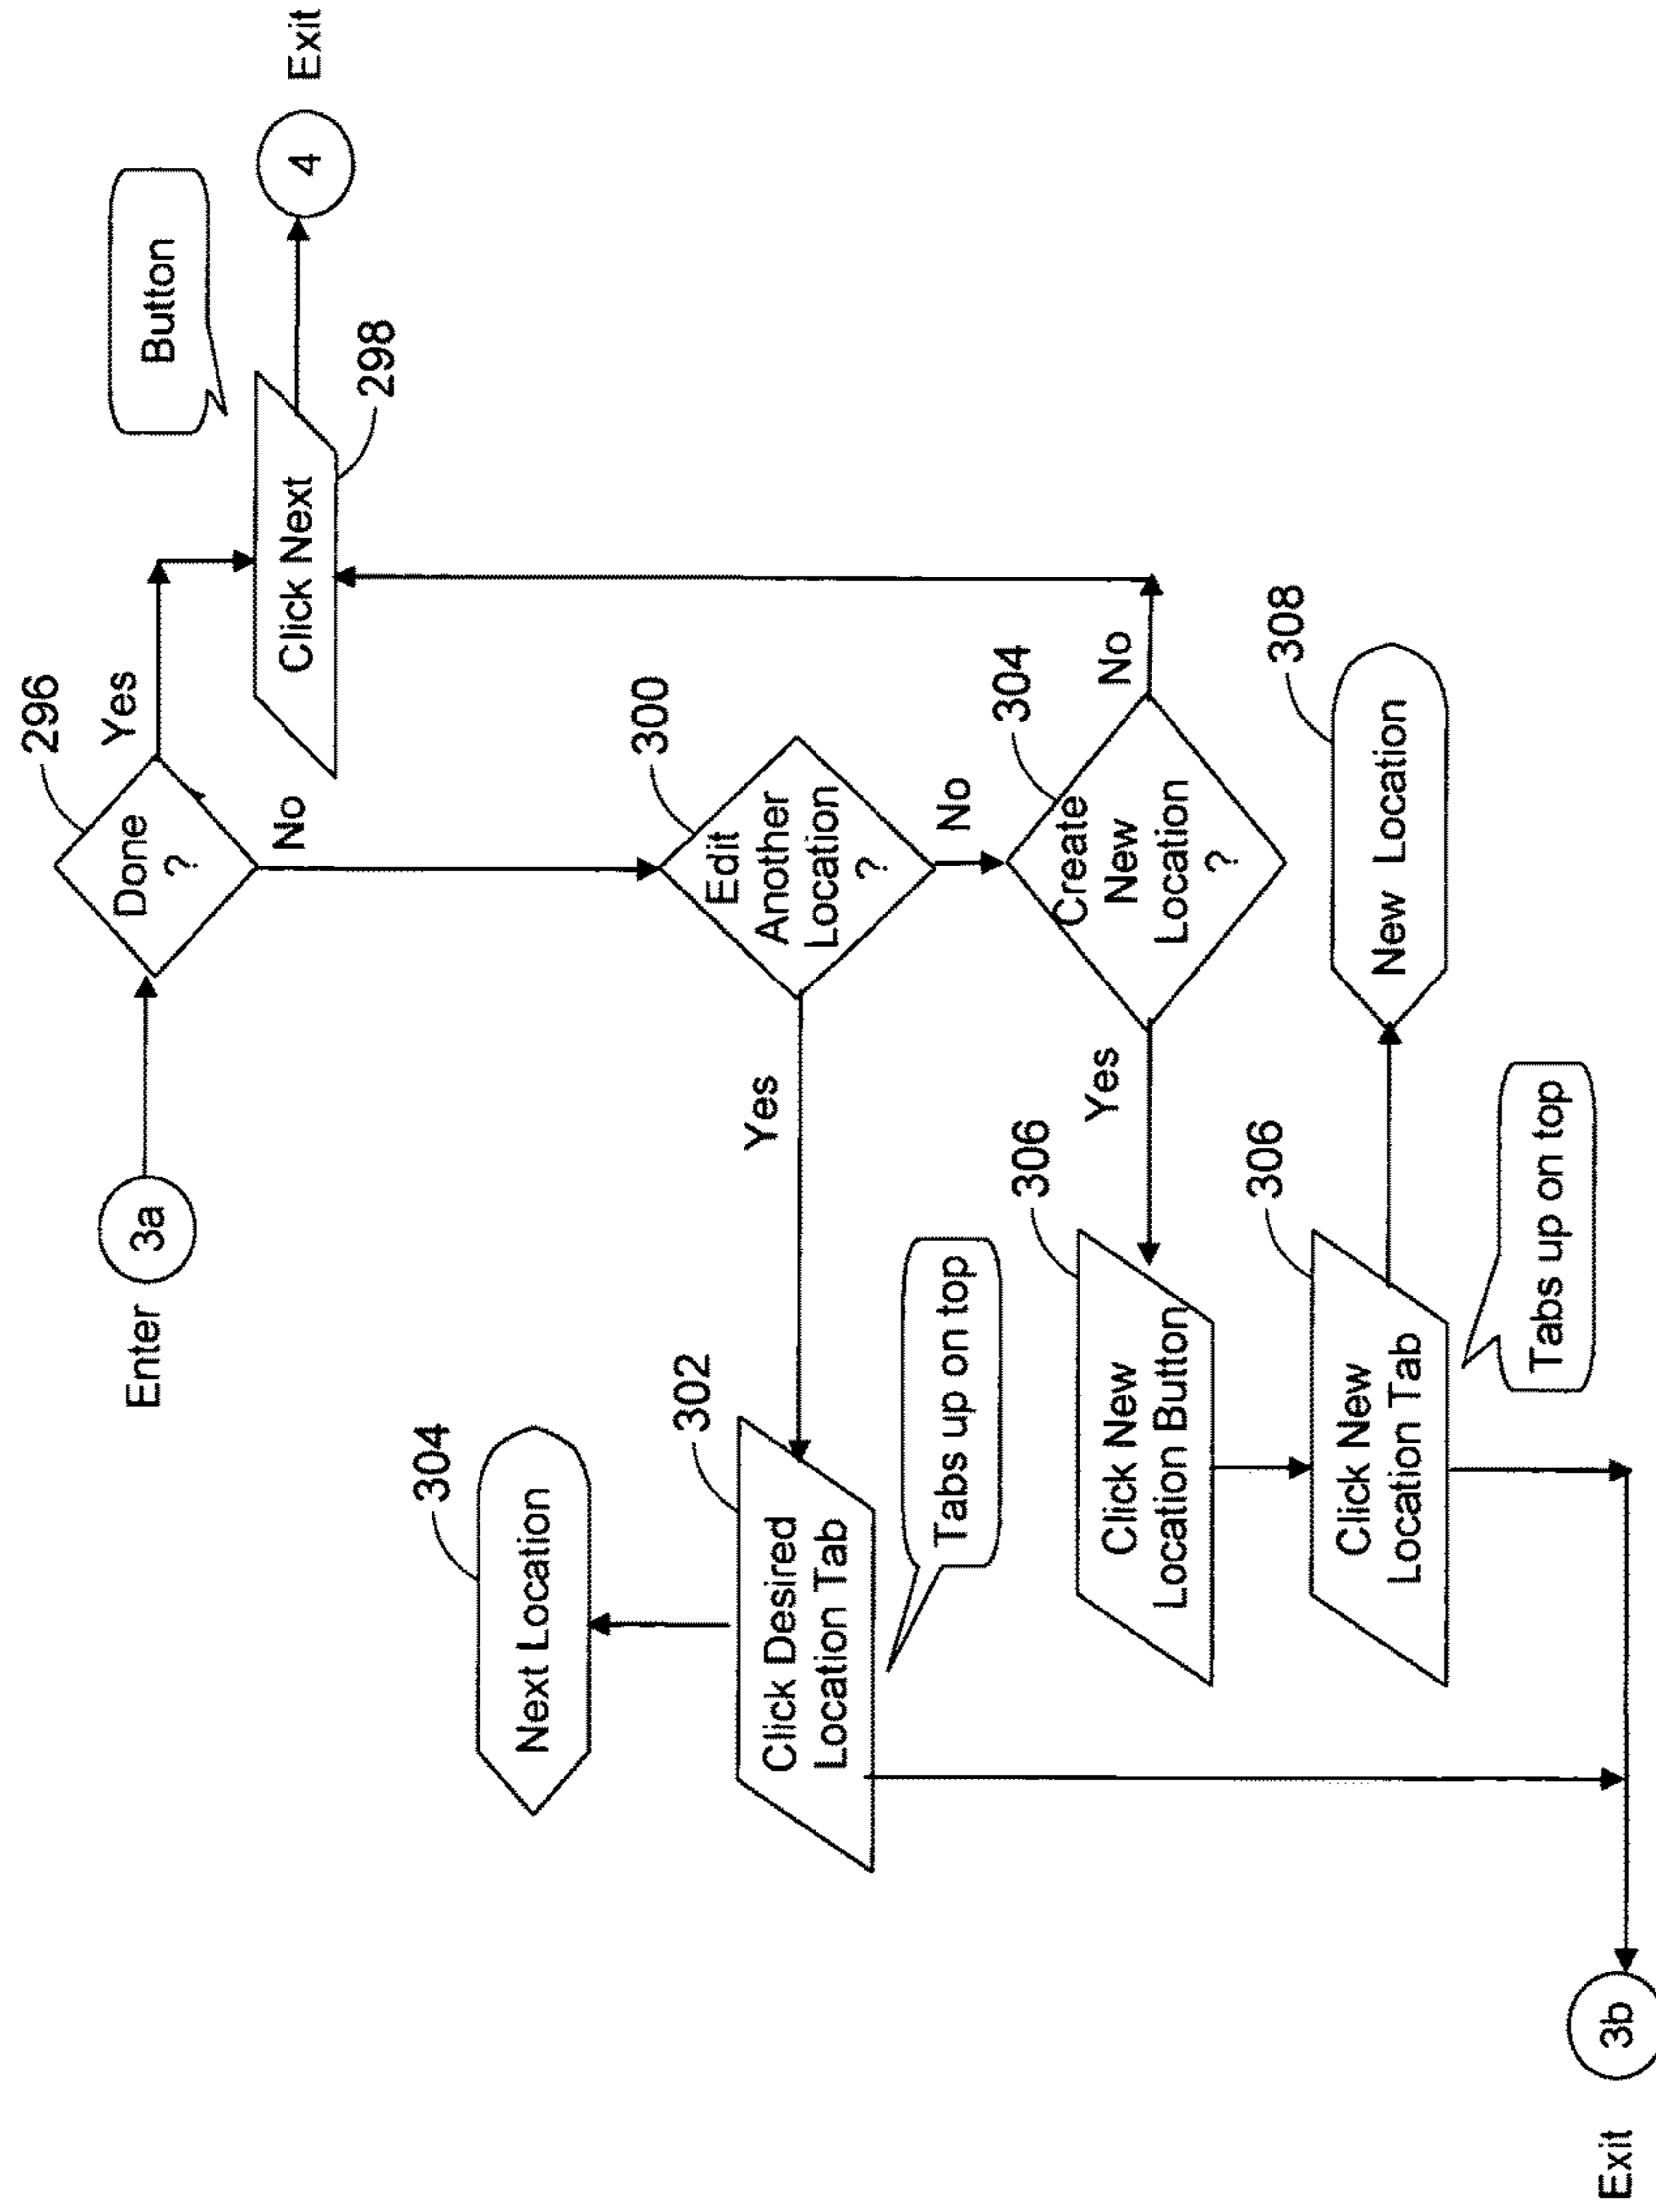 Enter
3a
296
Done
?
Yes
No
Button
Click Next
298
4
Exit
304
Next Location
300
Edit
Another
Location
?
Yes
No
302
Click Desired
Location Tab
Tabs up on top
304
Create
New
Location
?
No
Yes
306
Click New
Location Button
306
Click New
Location Tab
308
New Location
Tabs up on top
Exit
3b